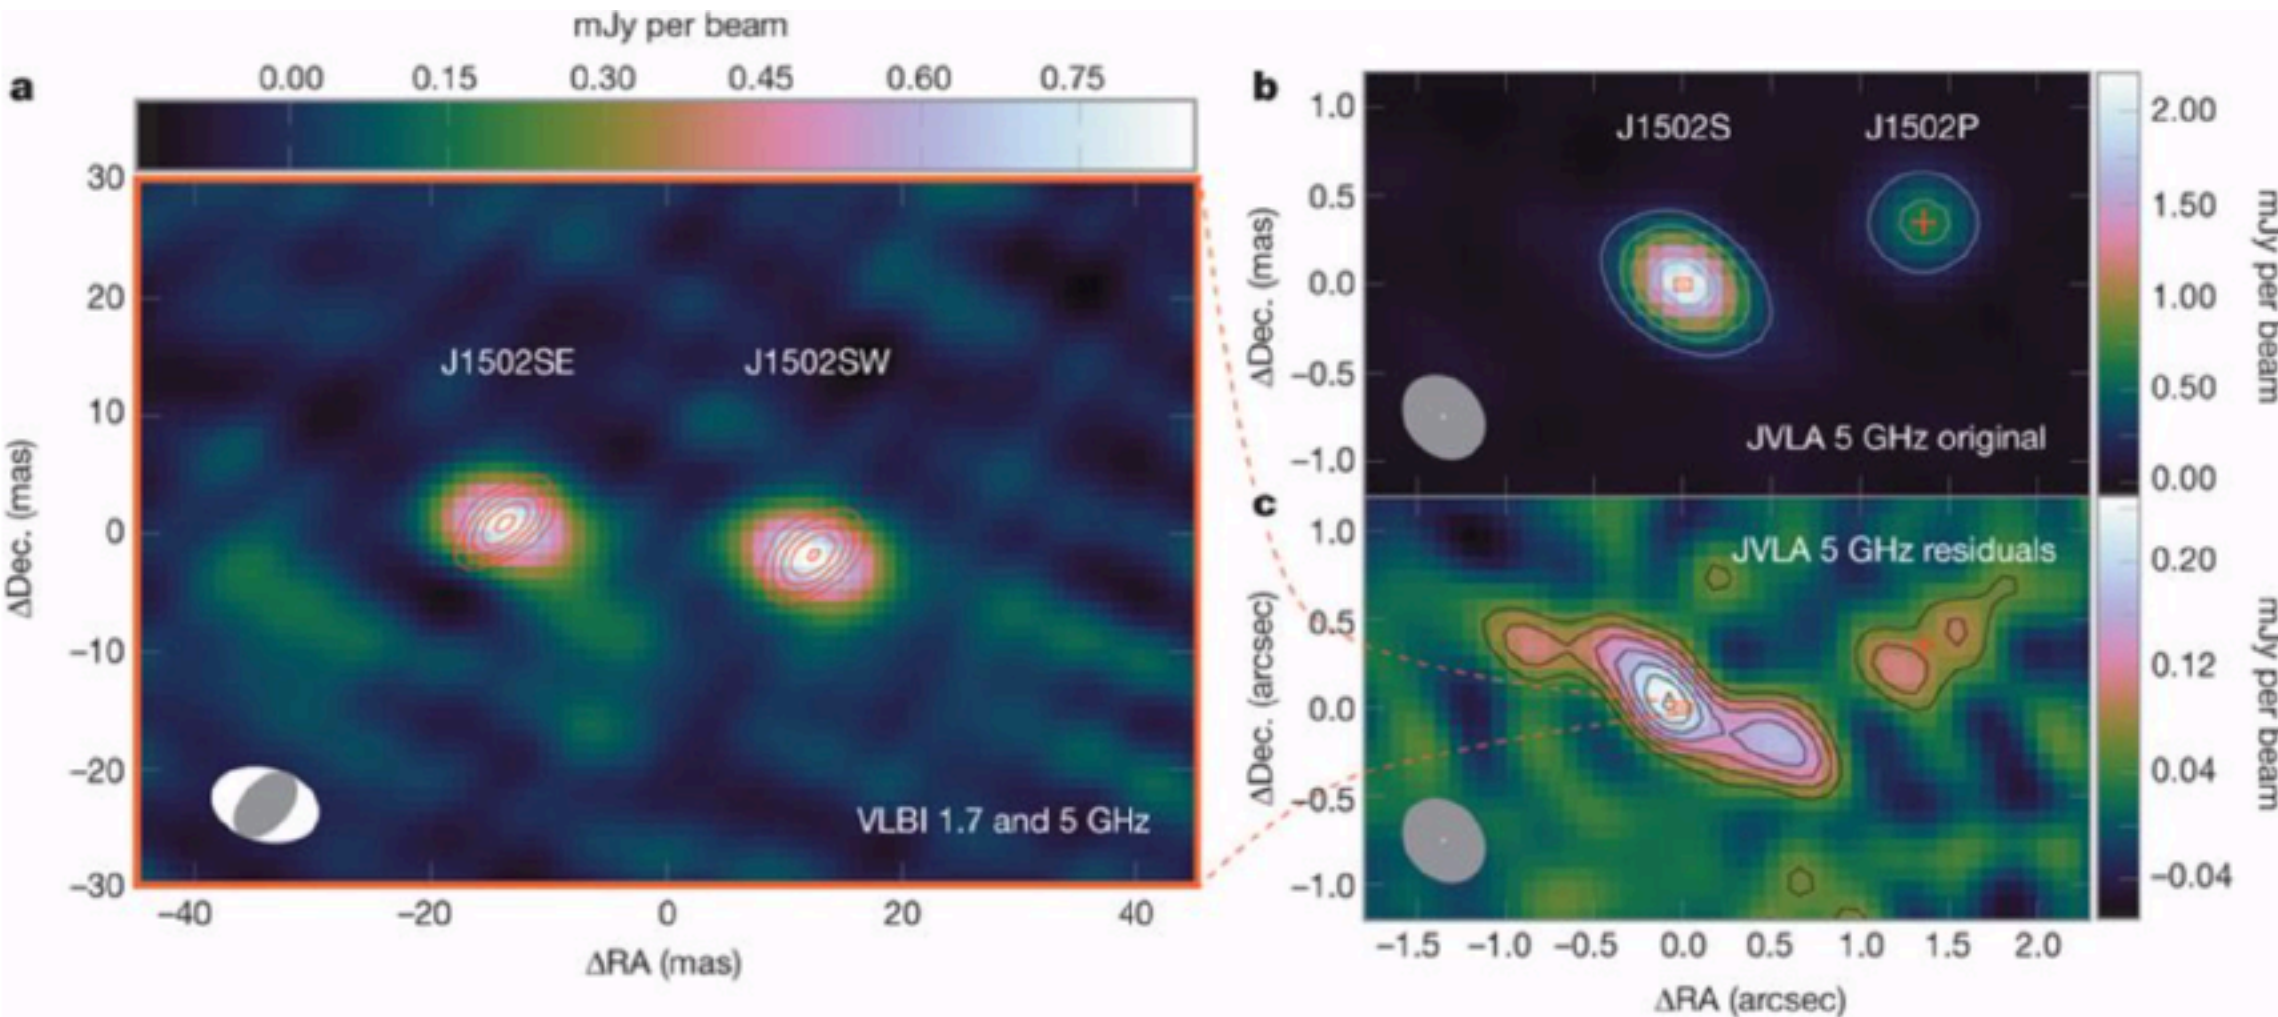 mJy per beam
a
0.00 0.15 0.30 0.45 0.60 0.75
30
20
10
0
−10
−20
−30
ΔDec. (mas)
J1502SE J1502SW
VLBI 1.7 and 5 GHz
−40 −20 0 20 40
ΔRA (mas)
b
1.0
0.5
0.0
−0.5
−1.0
ΔDec. (mas)
J1502S J1502P
JVLA 5 GHz original
2.00
1.50
1.00
0.50
0.00
mJy per beam
c
1.0
0.5
0.0
−0.5
−1.0
ΔDec. (arcsec)
JVLA 5 GHz residuals
0.20
0.12
0.04
−0.04
mJy per beam
−1.5 −1.0 −0.5 0.0 0.5 1.0 1.5 2.0
ΔRA (arcsec)